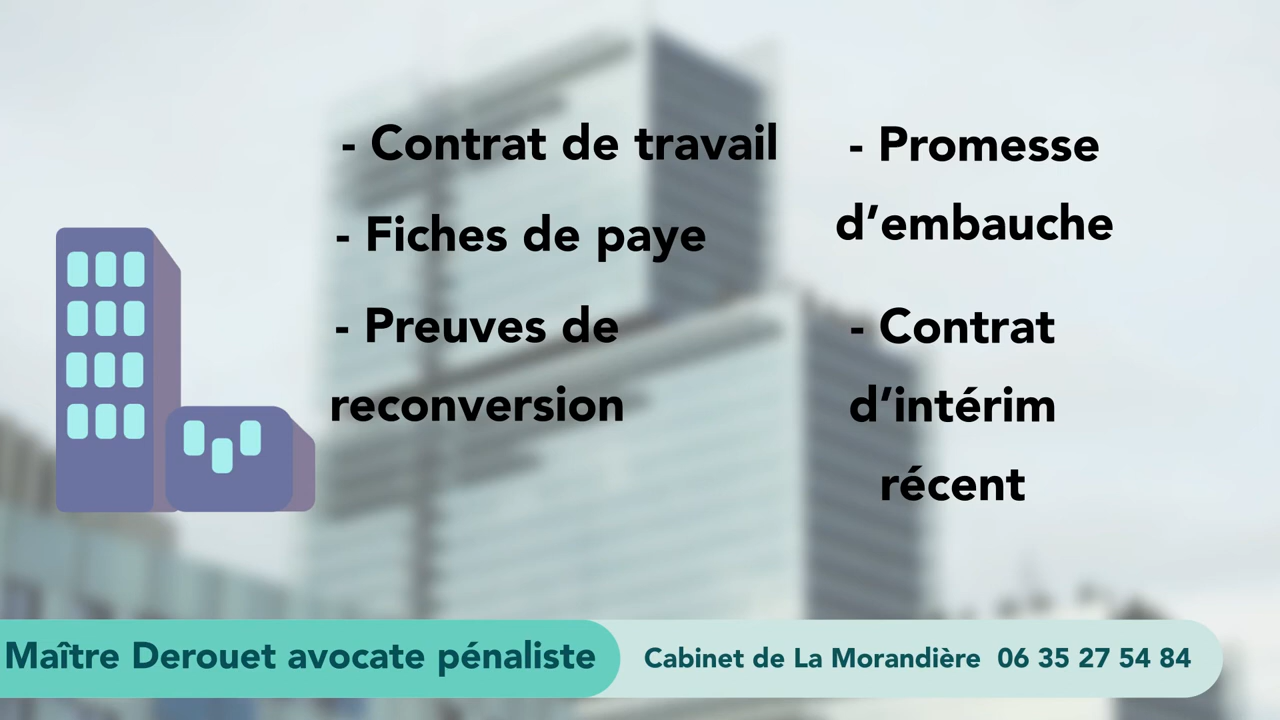 - Contrat de travail
- Fiches de paye
- Preuves de
reconversion
- Promesse
d’embauche
- Contrat
d’intérim
récent
Maître Derouet avocate pénaliste
Cabinet de La Morandière 06 35 27 54 84